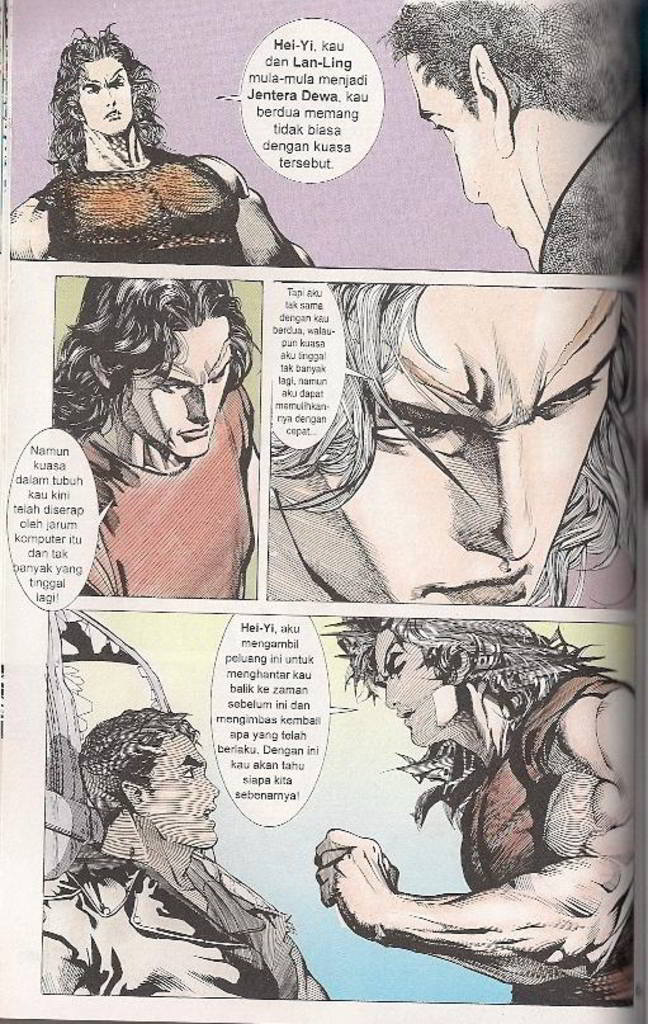 Hei-Yi, kau
dan Lan-Ling
mula-mula menjadi
Jentera Dewa, kau
berdua memang
tidak biasa
dengan kuasa
tersebut.
Namun
kuasa
dalam tubuh
kau kini
telah diserap
oleh jarum
komputer itu
dan tak
banyak yang
tinggal
lagi!
Tapi aku
tak sama
dengan kau
berdua, walau-
pun kuasa
aku tinggal
tak banyak
lagi, namun
aku dapat
memulihkan-
nya dengan
cepat...
Hei-Yi, aku
mengambil
peluang ini untuk
menghantar kau
balik ke zaman
sebelum ini dan
mengimbas kembali
apa yang telah
berlaku. Dengan ini
kau akan tahu
siapa kita
sebenarnya!